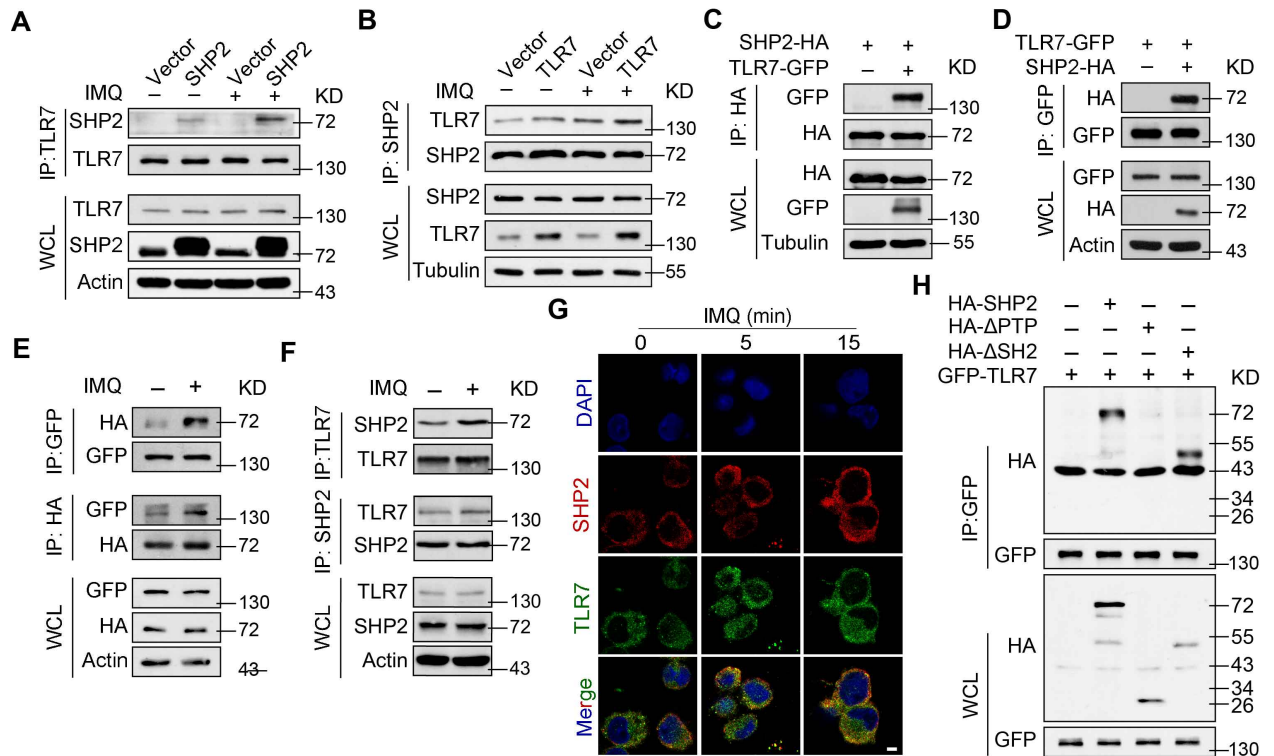 A
Vector SHP2 Vector SHP2
IMQ – – + + KD
IP:TLR7
SHP2 72
TLR7 130
WCL
TLR7 130
SHP2 72
Actin 43
B
Vector TLR7 Vector TLR7
IMQ – – + + KD
IP: SHP2
TLR7 130
SHP2 72
WCL
SHP2 72
TLR7 130
Tubulin 55
C
SHP2-HA + +
TLR7-GFP – + KD
IP: HA
GFP 130
HA 72
WCL
HA 72
GFP 130
Tubulin 55
D
TLR7-GFP + +
SHP2-HA – + KD
IP: GFP
HA 72
GFP 130
WCL
GFP 130
HA 72
Actin 43
E
IMQ – + KD
IP:GFP
HA 72
GFP 130
IP: HA
GFP 130
HA 72
WCL
GFP 130
HA 72
Actin 43
F
IMQ – + KD
IP:TLR7
SHP2 72
TLR7 130
IP: SHP2
TLR7 130
SHP2 72
WCL
TLR7 130
SHP2 72
Actin 43
G
IMQ (min)
0 5 15
DAPI
SHP2
TLR7
Merge
H
HA-SHP2 – + – –
HA-ΔPTP – – + –
HA-ΔSH2 – – – +
GFP-TLR7 + + + + KD
IP:GFP
HA
72
55
43
34
26
GFP 130
WCL
HA
72
55
43
34
26
GFP 130